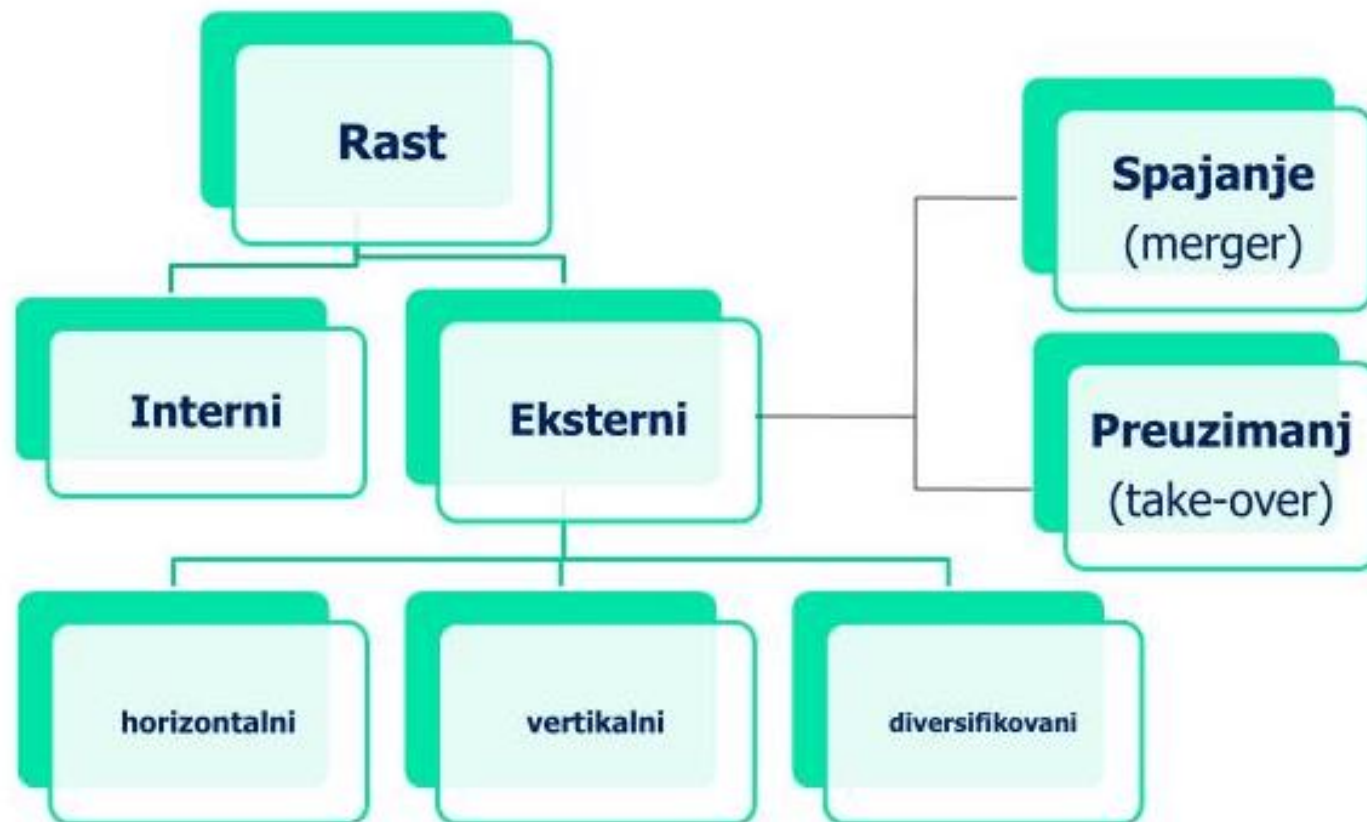 Rast
Spajanje
(merger)
Interni
Eksterni
Preuzimanj
(take-over)
horizontalni
vertikalni
diversifikovani